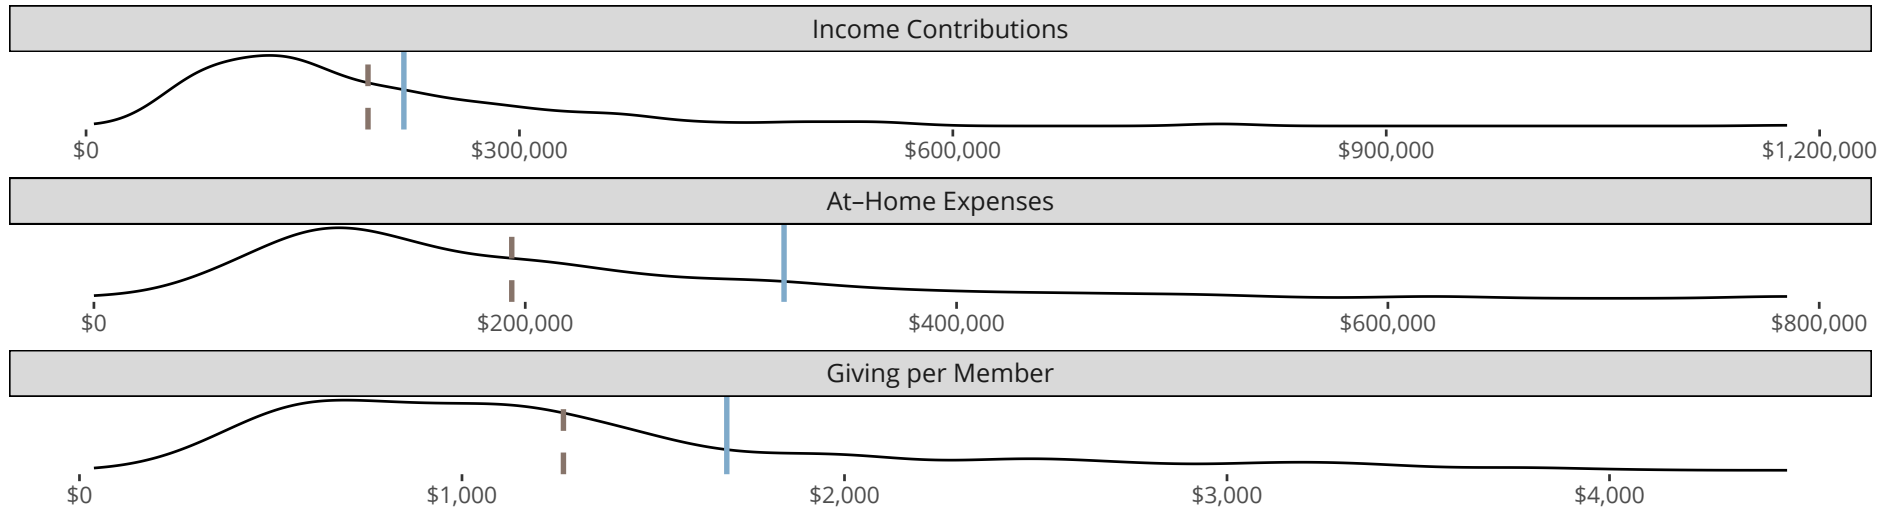 Income Contributions
$0 $300,000 $600,000 $900,000 $1,200,000
At–Home Expenses
$0 $200,000 $400,000 $600,000 $800,000
Giving per Member
$0 $1,000 $2,000 $3,000 $4,000